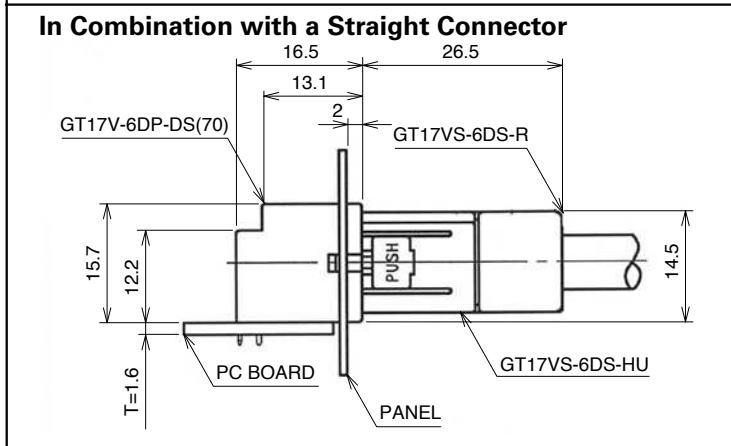 In Combination with a Straight Connector
16.5
26.5
13.1
2
GT17V-6DP-DS(70)
GT17VS-6DS-R
15.7
12.2
PUSH
14.5
T=1.6
PC BOARD
GT17VS-6DS-HU
PANEL